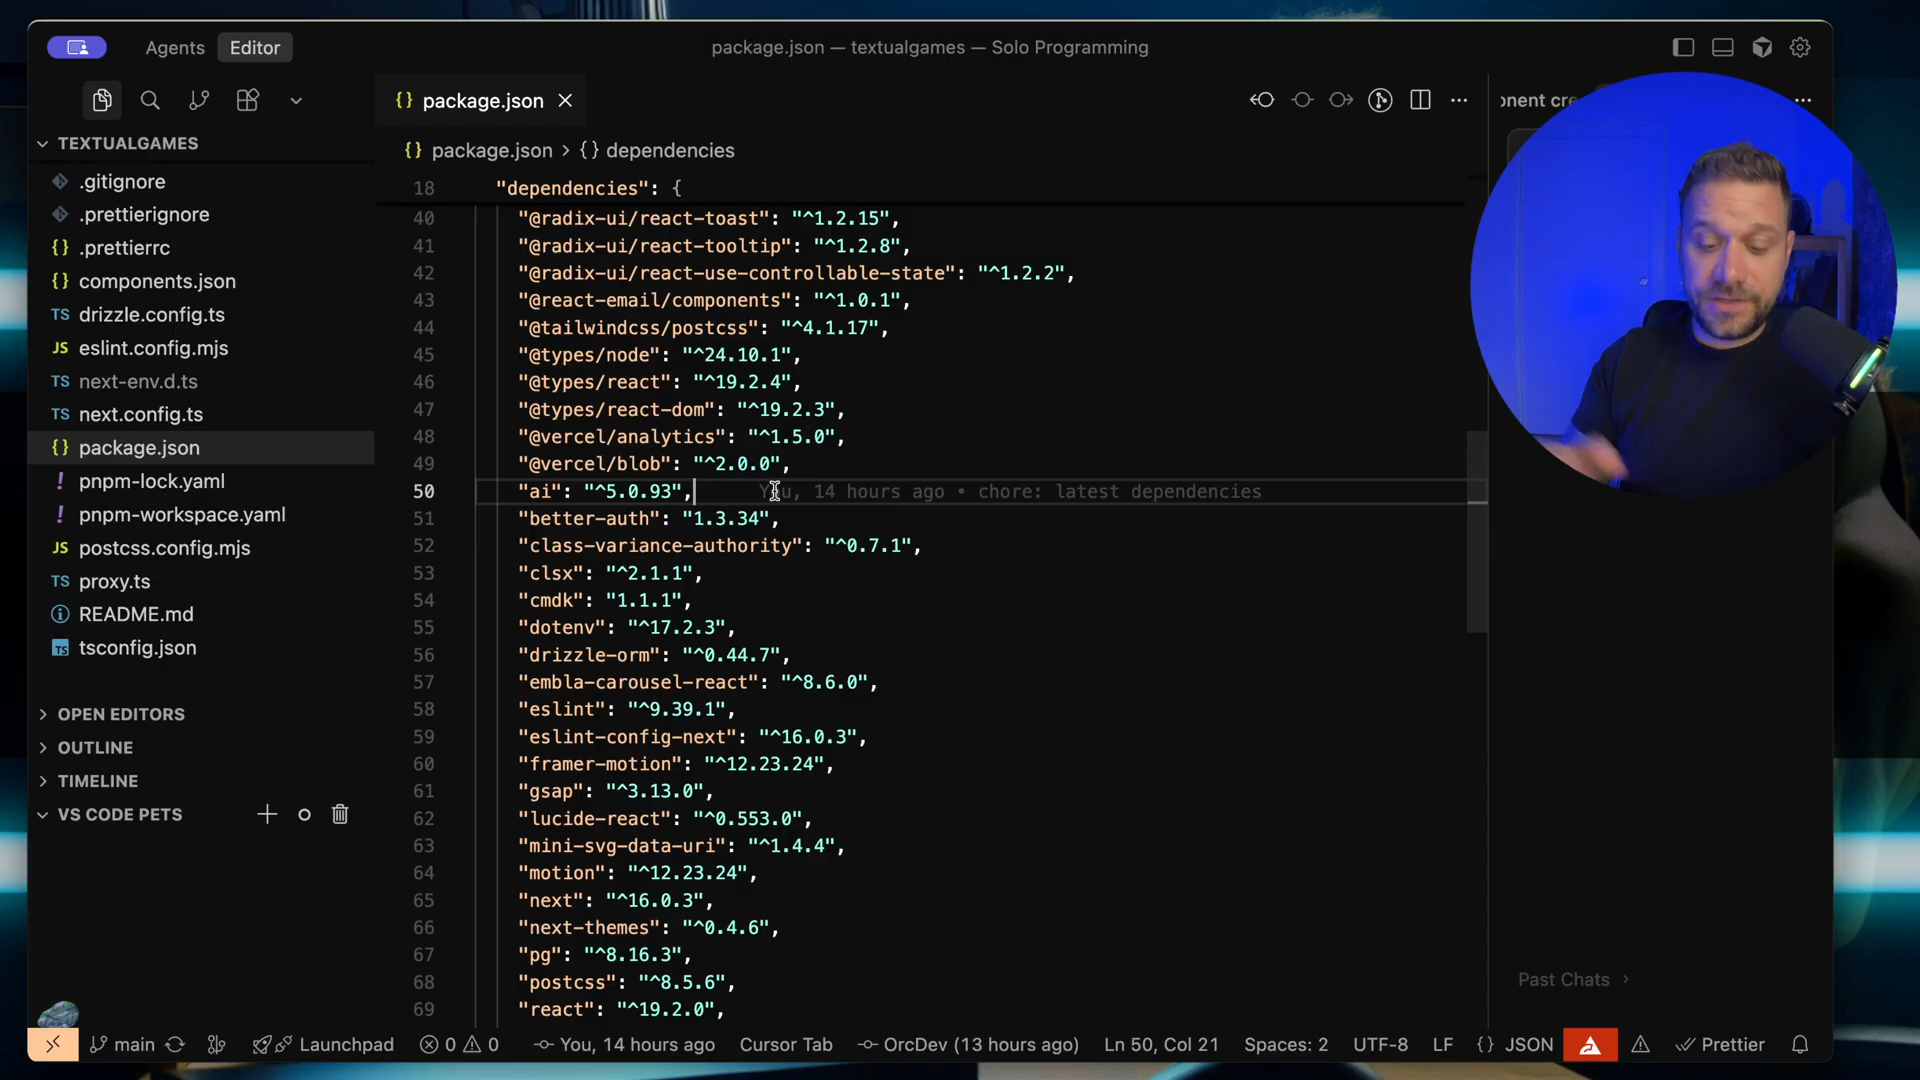 Agents Editor package.json — textualgames — Solo Programming
package.json
onent cre
TEXTUALGAMES
.gitignore
.prettierignore
.prettierrc
components.json
drizzle.config.ts
eslint.config.mjs
next-env.d.ts
next.config.ts
package.json
pnpm-lock.yaml
pnpm-workspace.yaml
postcss.config.mjs
proxy.ts
README.md
tsconfig.json
OPEN EDITORS
OUTLINE
TIMELINE
VS CODE PETS
{} package.json > {} dependencies
18 "dependencies": {
40 "@radix-ui/react-toast": "^1.2.15",
41 "@radix-ui/react-tooltip": "^1.2.8",
42 "@radix-ui/react-use-controllable-state": "^1.2.2",
43 "@react-email/components": "^1.0.1",
44 "@tailwindcss/postcss": "^4.1.17",
45 "@types/node": "^24.10.1",
46 "@types/react": "^19.2.4",
47 "@types/react-dom": "^19.2.3",
48 "@vercel/analytics": "^1.5.0",
49 "@vercel/blob": "^2.0.0",
50 "ai": "^5.0.93", You, 14 hours ago • chore: latest dependencies
51 "better-auth": "1.3.34",
52 "class-variance-authority": "^0.7.1",
53 "clsx": "^2.1.1",
54 "cmdk": "1.1.1",
55 "dotenv": "^17.2.3",
56 "drizzle-orm": "^0.44.7",
57 "embla-carousel-react": "^8.6.0",
58 "eslint": "^9.39.1",
59 "eslint-config-next": "^16.0.3",
60 "framer-motion": "^12.23.24",
61 "gsap": "^3.13.0",
62 "lucide-react": "^0.553.0",
63 "mini-svg-data-uri": "^1.4.4",
64 "motion": "^12.23.24",
65 "next": "^16.0.3",
66 "next-themes": "^0.4.6",
67 "pg": "^8.16.3",
68 "postcss": "^8.5.6",
69 "react": "^19.2.0",
Past Chats >
main Launchpad 0 0 You, 14 hours ago Cursor Tab OrcDev (13 hours ago) Ln 50, Col 21 Spaces: 2 UTF-8 LF {} JSON Prettier